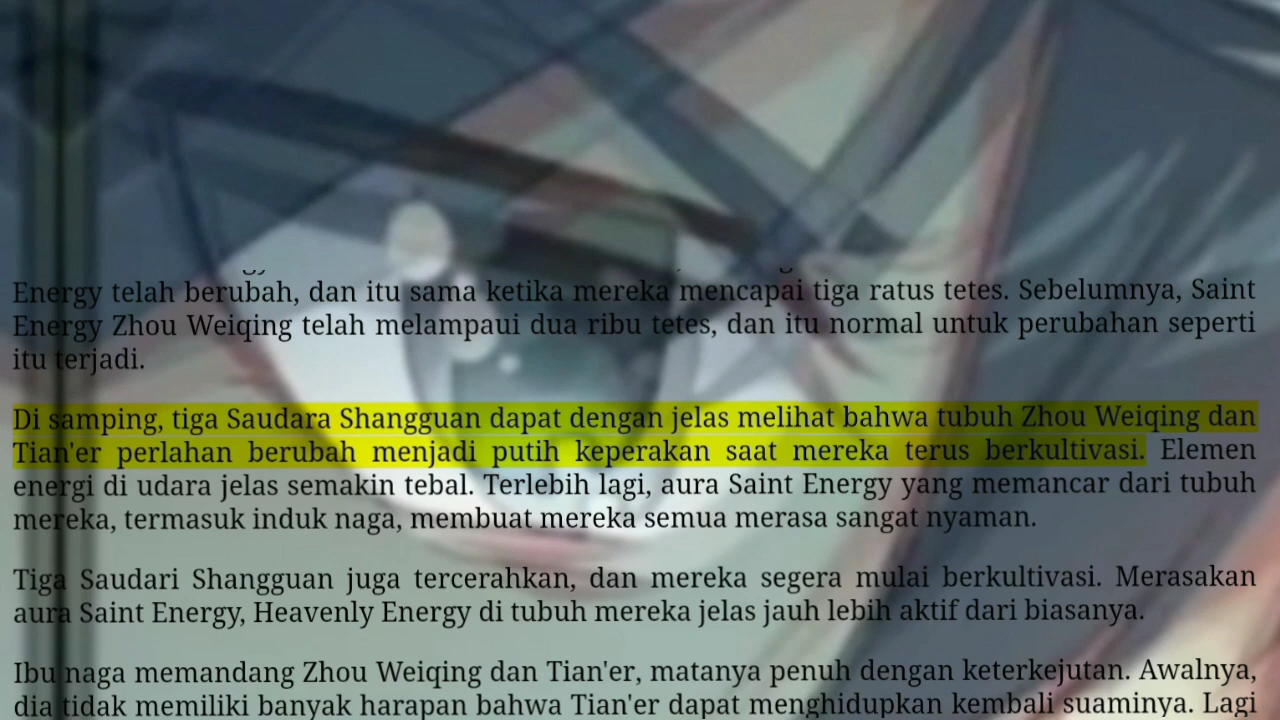 Energy telah berubah, dan itu sama ketika mereka mencapai tiga ratus tetes. Sebelumnya, Saint
Energy Zhou Weiqing telah melampaui dua ribu tetes, dan itu normal untuk perubahan seperti
itu terjadi.
Di samping, tiga Saudara Shangguan dapat dengan jelas melihat bahwa tubuh Zhou Weiqing dan
Tian'er perlahan berubah menjadi putih keperakan saat mereka terus berkultivasi. Elemen
energi di udara jelas semakin tebal. Terlebih lagi, aura Saint Energy yang memancar dari tubuh
mereka, termasuk induk naga, membuat mereka semua merasa sangat nyaman.
Tiga Saudari Shangguan juga tercerahkan, dan mereka segera mulai berkultivasi. Merasakan
aura Saint Energy, Heavenly Energy di tubuh mereka jelas jauh lebih aktif dari biasanya.
Ibu naga memandang Zhou Weiqing dan Tian'er, matanya penuh dengan keterkejutan. Awalnya,
dia tidak memiliki banyak harapan bahwa Tian'er dapat menghidupkan kembali suaminya. Lagi